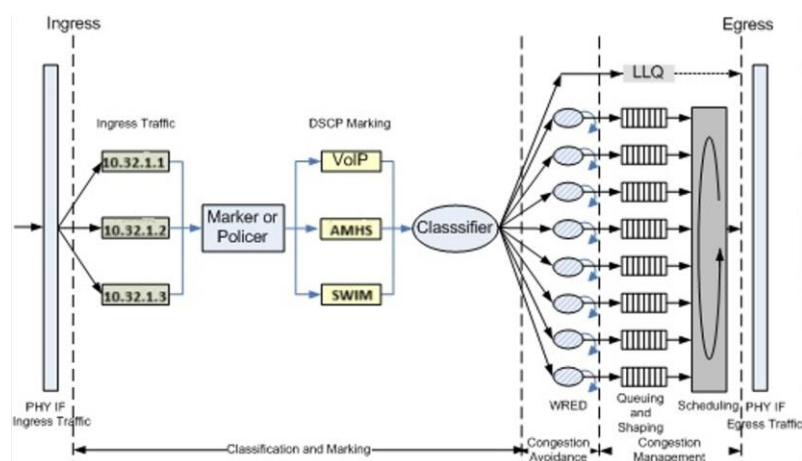 Ingress
Egress
LLQ
Ingress Traffic
DSCP Marking
10.32.1.1
VoIP
10.32.1.2
Marker or
Policer
AMHS
Classsifier
10.32.1.3
SWIM
PHY IF
Ingress Traffic
WRED
Queuing
and
Shaping
Scheduling
PHY IF
Egress Traffic
Classification and Marking
Congestion
Avoidance
Congestion
Management